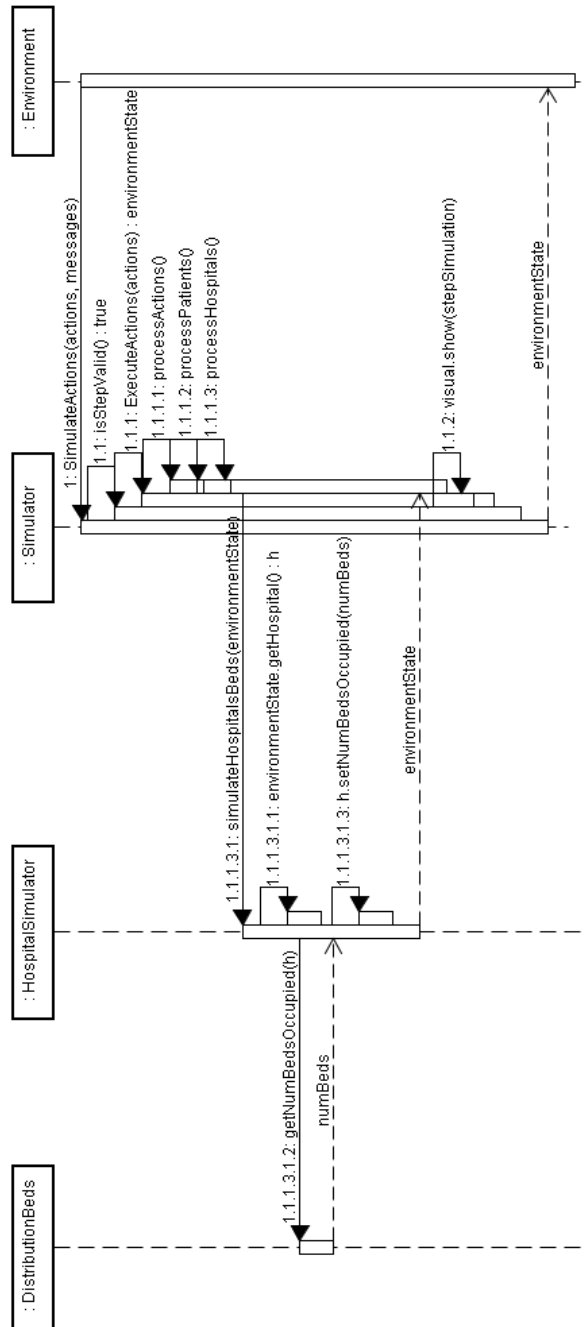 : Environment
: Simulator
: HospitalSimulator
: DistributionBeds
1: SimulateActions(actions, messages)
1.1: isStepValid() : true
1.1.1: ExecuteActions(actions) : environmentState
1.1.1.1: processActions()
1.1.1.2: processPatients()
1.1.1.3: processHospitals()
1.1.1.3.1: simulateHospitalsBeds(environmentState)
1.1.1.3.1.1: environmentState.getHospital() : h
1.1.1.3.1.2: getNumBedsOccupied(h)
numBeds
1.1.1.3.1.3: h.setNumBedsOccupied(numBeds)
environmentState
1.1.2: visual.show(stepSimulation)
environmentState